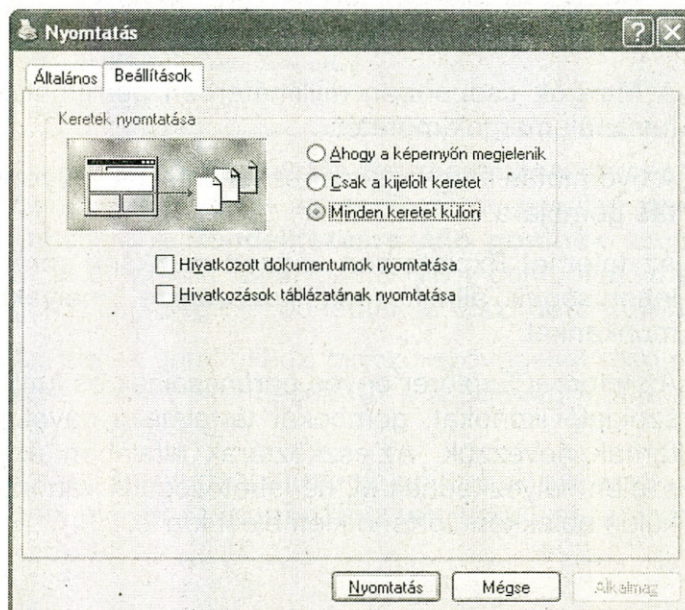 Nyomtatás
Általános Beállítások
Keretek nyomtatása
Ahogy a képernyőn megjelenik
Csak a kijelölt keretet
Minden keretet külön
Hivatkozott dokumentumok nyomtatása
Hivatkozások táblázatának nyomtatása
Nyomtatás Mégse Alkalmaz